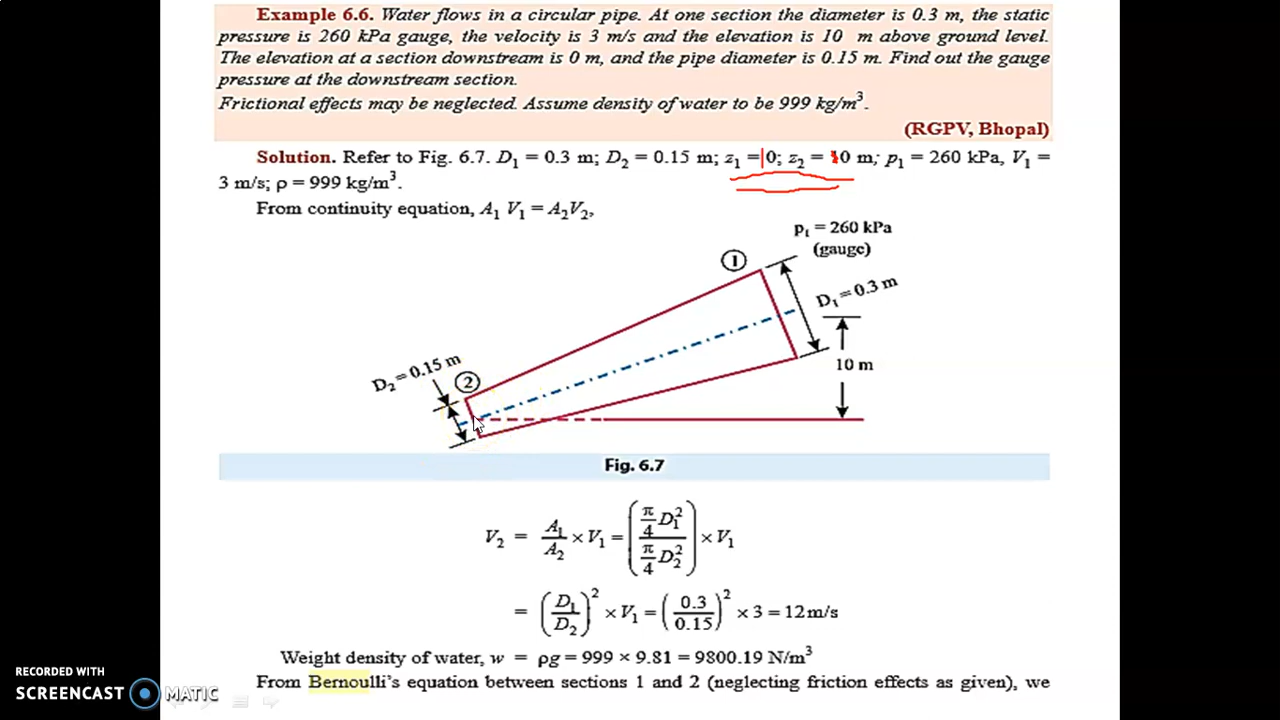 Example 6.6. Water flows in a circular pipe. At one section the diameter is 0.3 m, the static
pressure is 260 kPa gauge, the velocity is 3 m/s and the elevation is 10 m above ground level.
The elevation at a section downstream is 0 m, and the pipe diameter is 0.15 m. Find out the gauge
pressure at the downstream section.
Frictional effects may be neglected. Assume density of water to be 999 kg/m³.
(RGPV, Bhopal)
Solution. Refer to Fig. 6.7. D₁ = 0.3 m; D₂ = 0.15 m; z₁ = |0; z₂ = 10 m; p₁ = 260 kPa, V₁ =
3 m/s; ρ = 999 kg/m³.
From continuity equation, A₁ V₁ = A₂V₂,
p₁ = 260 kPa
(gauge)
①
D₁ = 0.3 m
10 m
D₂ = 0.15 m
②
Fig. 6.7
V₂ = A₁/A₂ × V₁ = (π/4 D₁² / π/4 D₂²) × V₁
= (D₁/D₂)² × V₁ = (0.3/0.15)² × 3 = 12 m/s
Weight density of water, w = ρg = 999 × 9.81 = 9800.19 N/m³
From Bernoulli's equation between sections 1 and 2 (neglecting friction effects as given), we
RECORDED WITH
SCREENCAST MATIC